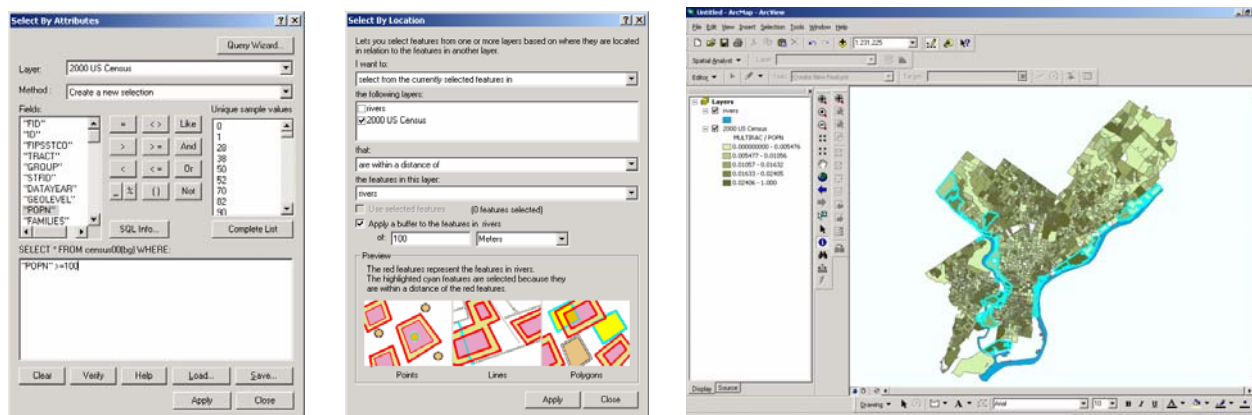 Select By Attributes
Query Wizard...
Layer: 2000 US Census
Method : Create a new selection
Fields: Unique sample values
"FID"
"ID"
"FIPSSTCO"
"TRACT"
"GROUP"
"STFID"
"DATAYEAR"
"GEOLEVEL"
"POPN"
"FAMILIES"
= < > Like
> > = And
< < = Or
_ % ( ) Not
0
1
28
38
50
52
70
82
90
SQL Info... Complete List
SELECT * FROM census00(bg) WHERE:
"POPN" >=100
Clear Verify Help Load... Save...
Apply Close
Select By Location
Lets you select features from one or more layers based on where they are located
in relation to the features in another layer.
I want to:
select from the currently selected features in
the following layers:
rivers
2000 US Census
that:
are within a distance of
the features in this layer:
rivers
Use selected features (0 features selected)
Apply a buffer to the features in rivers
of: 100 Meters
Preview
The red features represent the features in rivers.
The highlighted cyan features are selected because they
are within a distance of the red features.
Points Lines Polygons
Apply Close
Untitled - ArcMap - ArcView
File Edit View Insert Selection Tools Window Help
1:231,225
Spatial Analyst Layer:
Editor Task: Create New Feature Target:
Layers
rivers
2000 US Census
MULTIRAC / POPN
0.000000000 - 0.005476
0.005477 - 0.01056
0.01057 - 0.01632
0.01633 - 0.02405
0.02406 - 1.000
Display Source
Drawing A Arial 10 B I U A